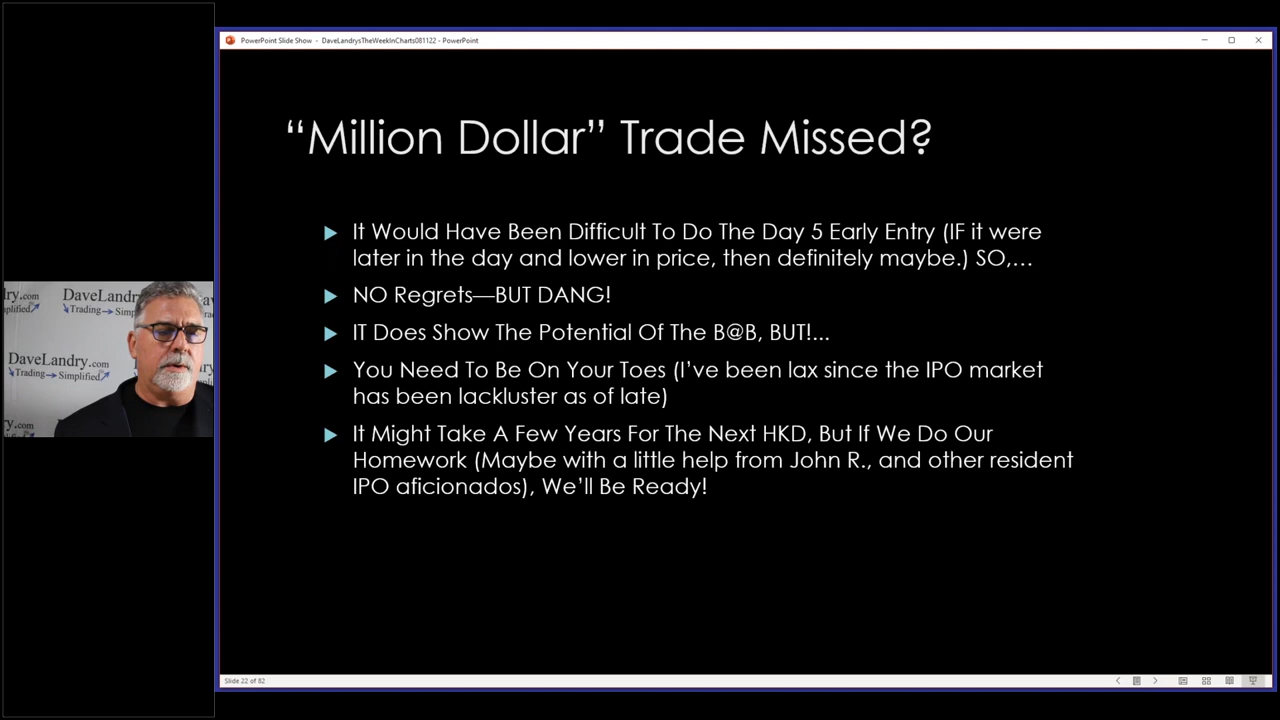 PowerPoint Slide Show - DaveLandrysTheWeekInCharts081122 - PowerPoint
“Million Dollar” Trade Missed?
It Would Have Been Difficult To Do The Day 5 Early Entry (IF it were
later in the day and lower in price, then definitely maybe.) SO,…
NO Regrets—BUT DANG!
IT Does Show The Potential Of The B@B, BUT!...
You Need To Be On Your Toes (I’ve been lax since the IPO market
has been lackluster as of late)
It Might Take A Few Years For The Next HKD, But If We Do Our
Homework (Maybe with a little help from John R., and other resident
IPO aficionados), We’ll Be Ready!
ry.com
DaveLandry
Simplified
Trading
DaveLandry.com
Trading Simplified
ry.com
Slide 22 of 82